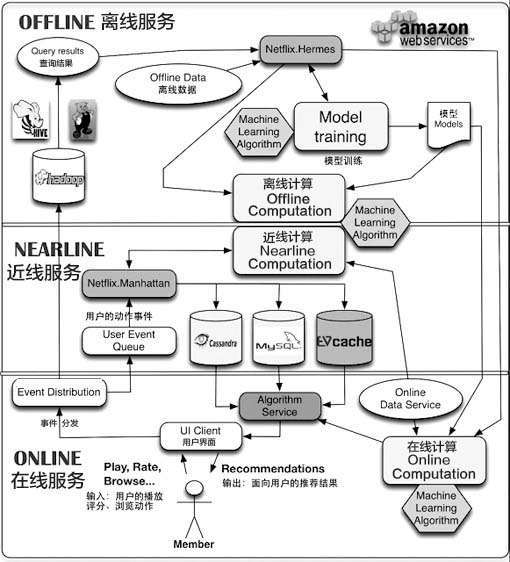 OFFLINE 离线服务
amazon
web services™
Query results
查询结果
Netflix.Hermes
Offline Data
离线数据
HIVE
Machine
Learning
Algorithm
Model
training
模型训练
模型
Models
hadoop
离线计算
Offline
Computation
Machine
Learning
Algorithm
NEARLINE
近线服务
近线计算
Nearline
Computation
Netflix.Manhattan
用户的动作事件
User Event
Queue
Cassandra
MySQL
EVcache
Event Distribution
事件 分发
Algorithm
Service
Online
Data Service
UI Client
用户界面
ONLINE
在线服务
在线计算
Online
Computation
Machine
Learning
Algorithm
Play, Rate,
Browse...
输入：用户的播放
评分、浏览动作
Recommendations
输出：面向用户的推荐结果
Member